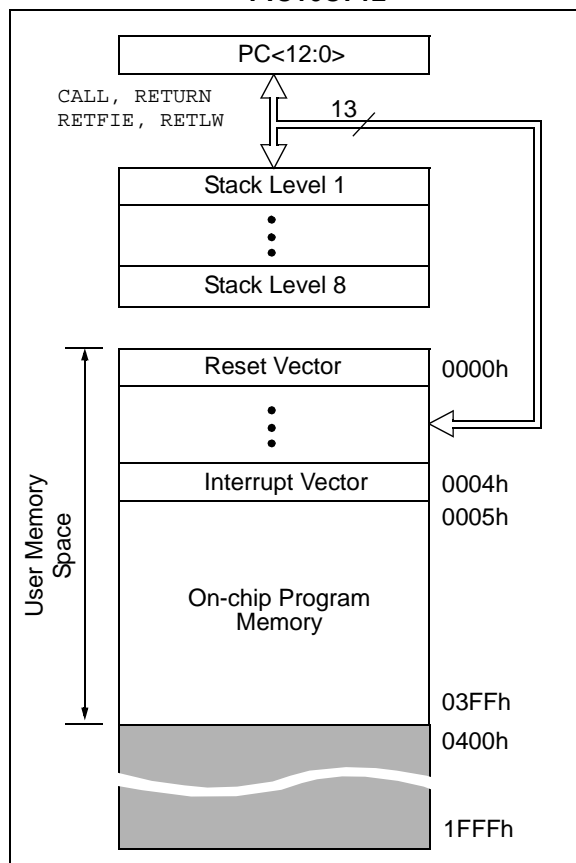 PC<12:0>
CALL, RETURN
RETFIE, RETLW
13
Stack Level 1
Stack Level 8
Reset Vector
0000h
Interrupt Vector
0004h
0005h
User Memory
Space
On-chip Program
Memory
03FFh
0400h
1FFFh